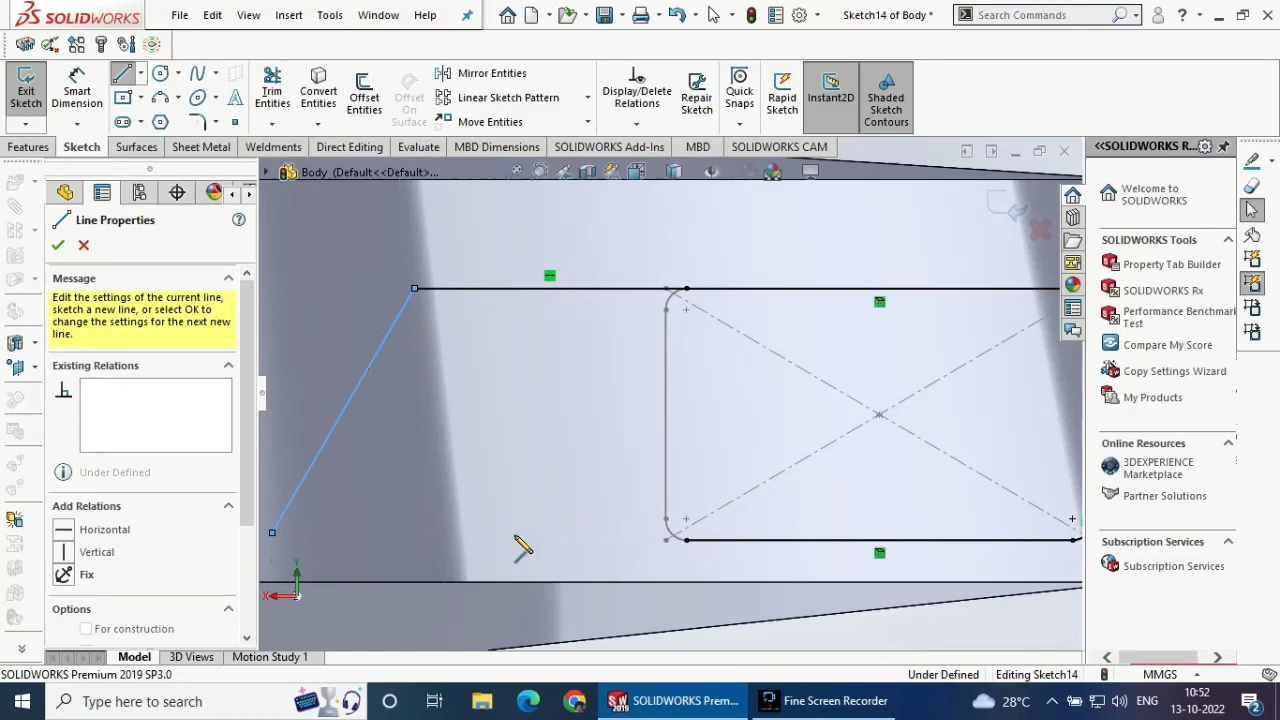 SOLIDWORKS
File Edit View Insert Tools Window Help
Sketch14 of Body *
Search Commands
Exit Sketch
Smart Dimension
Trim Entities
Convert Entities
Offset Entities
Offset On Surface
Mirror Entities
Linear Sketch Pattern
Move Entities
Display/Delete Relations
Repair Sketch
Quick Snaps
Rapid Sketch
Instant2D
Shaded Sketch Contours
Features Sketch Surfaces Sheet Metal Weldments Direct Editing Evaluate MBD Dimensions SOLIDWORKS Add-Ins MBD SOLIDWORKS CAM
Body (Default<<Default>...
Line Properties
Message
Edit the settings of the current line,
sketch a new line, or select OK to
change the settings for the next new
line.
Existing Relations
Under Defined
Add Relations
Horizontal
Vertical
Fix
Options
For construction
Y
X
<<SOLIDWORKS R...
Welcome to
SOLIDWORKS
SOLIDWORKS Tools
Property Tab Builder
SOLIDWORKS Rx
Performance Benchmark
Test
Compare My Score
Copy Settings Wizard
My Products
Online Resources
3DEXPERIENCE
Marketplace
Partner Solutions
Subscription Services
Subscription Services
Model 3D Views Motion Study 1
SOLIDWORKS Premium 2019 SP3.0
Under Defined Editing Sketch14 MMGS
Type here to search
SOLIDWORKS Prem...
Fine Screen Recorder
28°C
ENG
10:52
13-10-2022
2